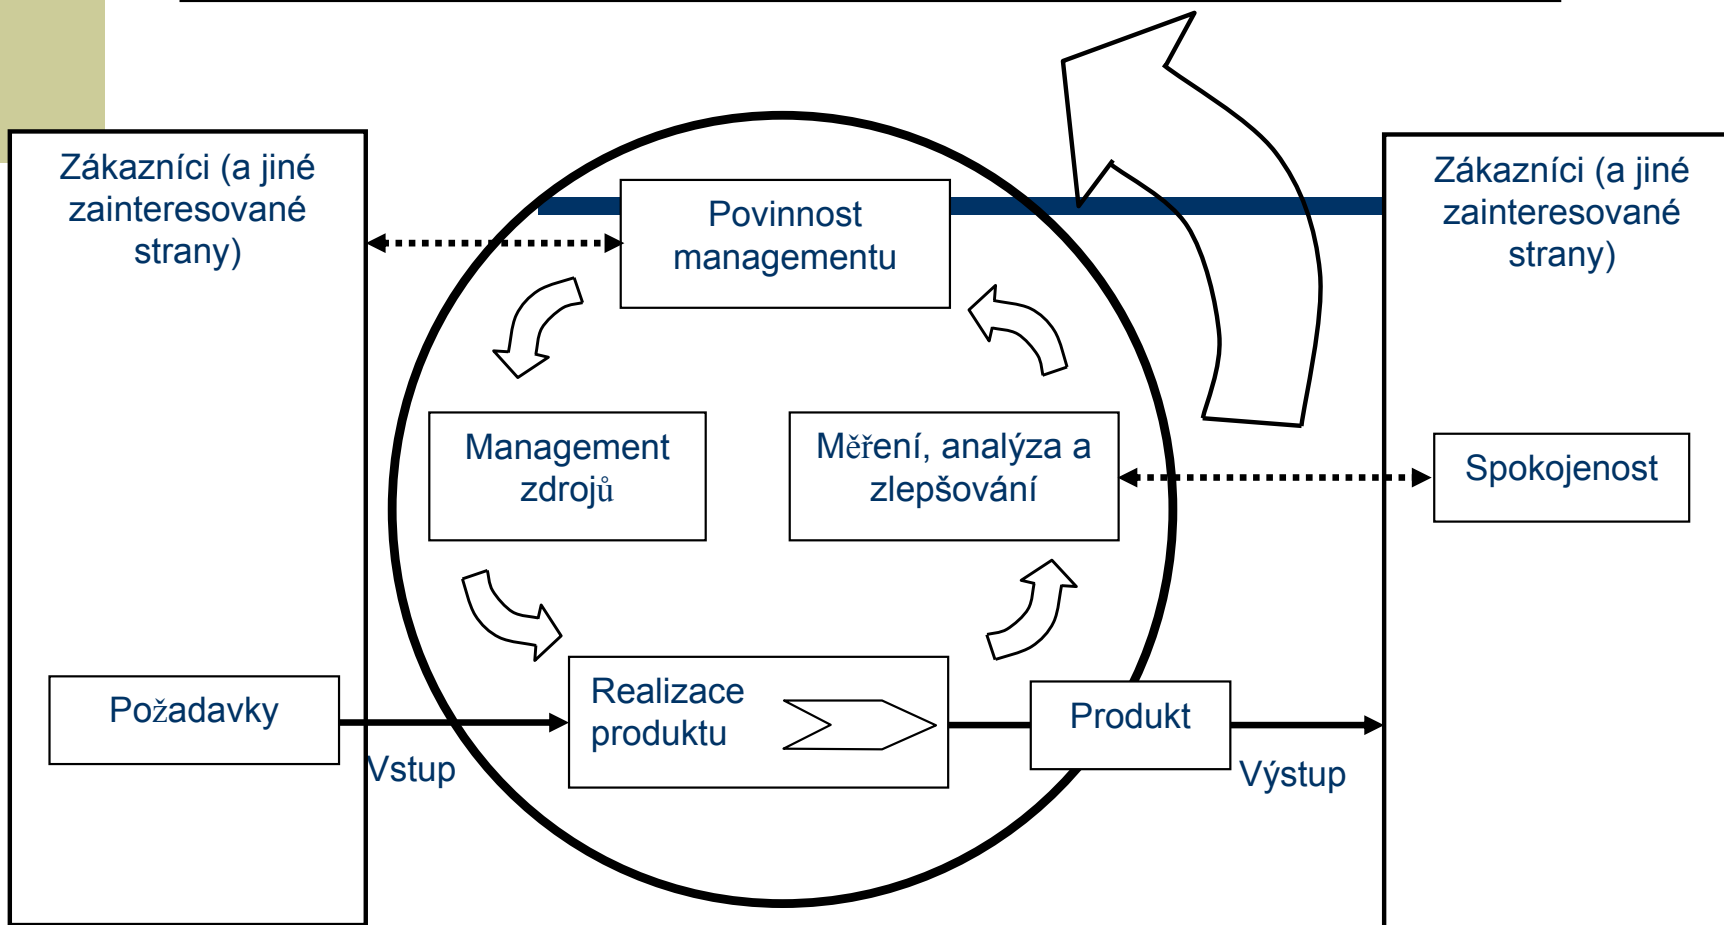 Zákazníci (a jiné
zainteresované
strany)
Povinnost
managementu
Zákazníci (a jiné
zainteresované
strany)
Management
zdrojů
Měření, analýza a
zlepšování
Spokojenost
Požadavky
Vstup
Realizace
produktu
Produkt
Výstup